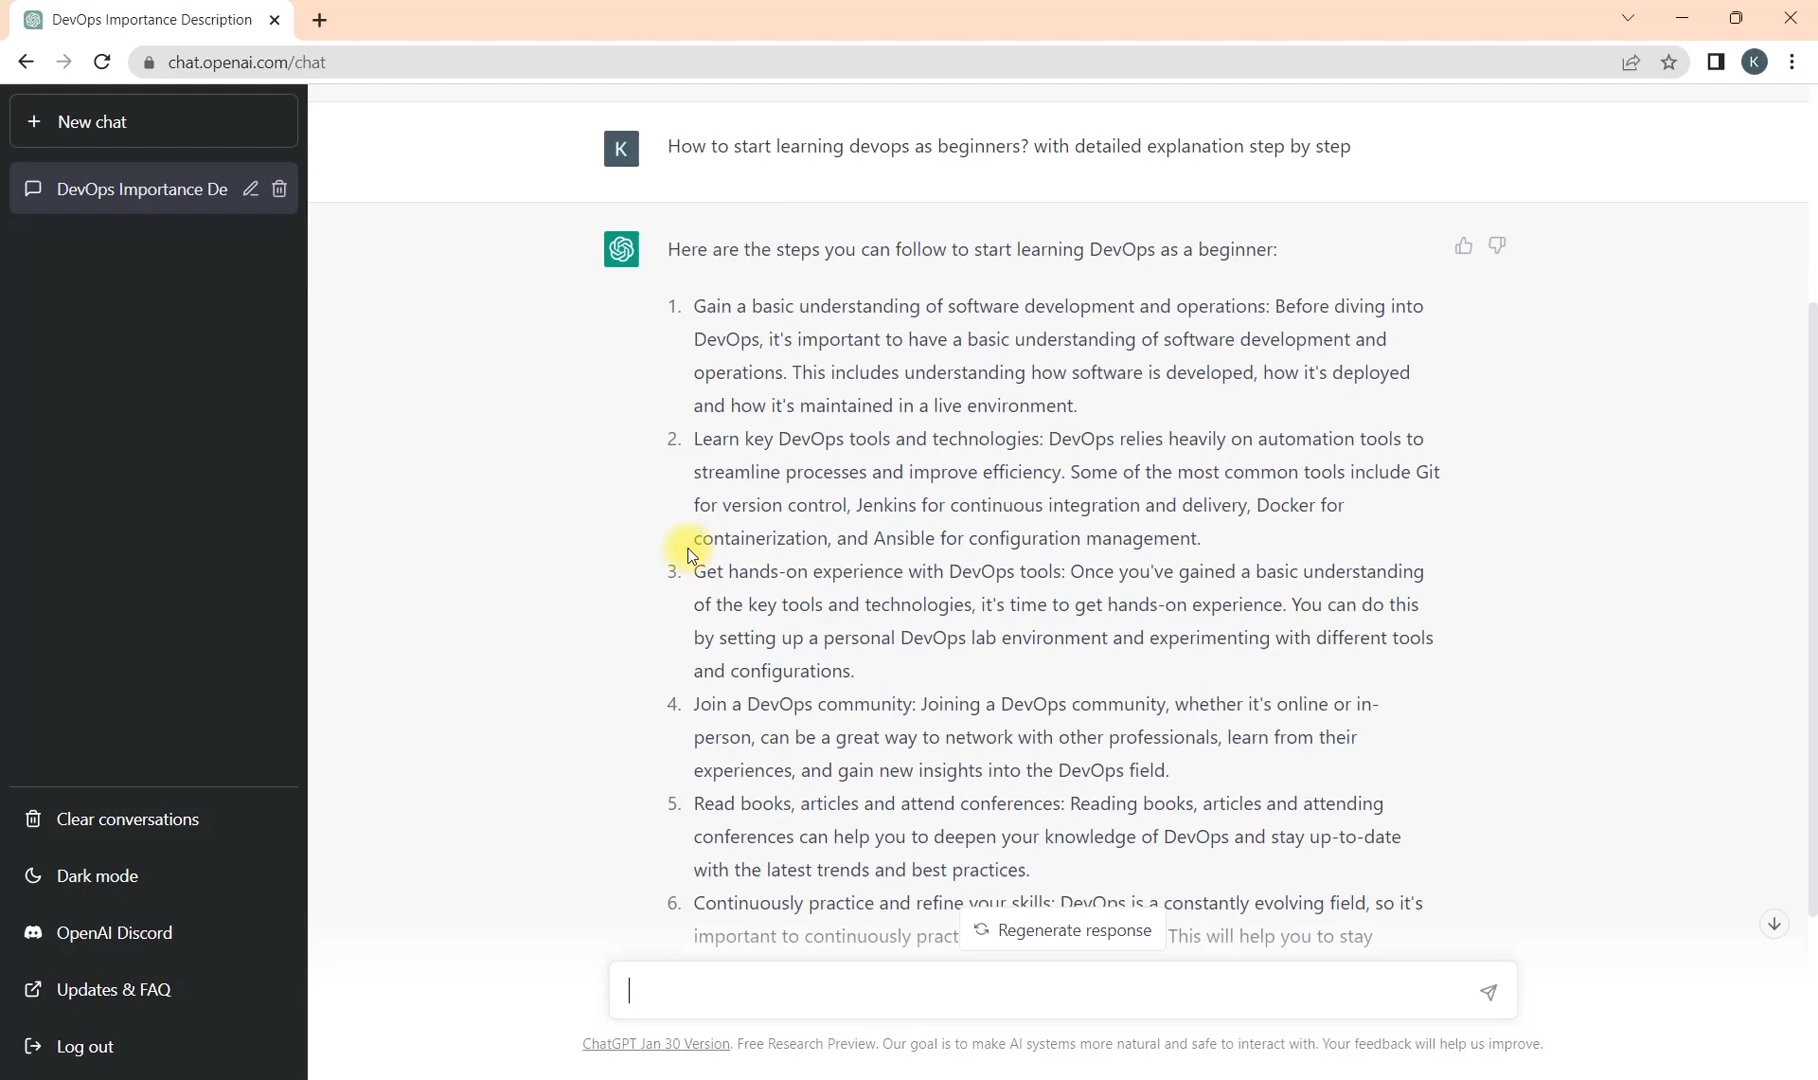 DevOps Importance Description
chat.openai.com/chat
K
New chat
DevOps Importance De
Clear conversations
Dark mode
OpenAI Discord
Updates & FAQ
Log out
K
How to start learning devops as beginners? with detailed explanation step by step
Here are the steps you can follow to start learning DevOps as a beginner:
1. Gain a basic understanding of software development and operations: Before diving into
DevOps, it's important to have a basic understanding of software development and
operations. This includes understanding how software is developed, how it's deployed
and how it's maintained in a live environment.
2. Learn key DevOps tools and technologies: DevOps relies heavily on automation tools to
streamline processes and improve efficiency. Some of the most common tools include Git
for version control, Jenkins for continuous integration and delivery, Docker for
containerization, and Ansible for configuration management.
3. Get hands-on experience with DevOps tools: Once you've gained a basic understanding
of the key tools and technologies, it's time to get hands-on experience. You can do this
by setting up a personal DevOps lab environment and experimenting with different tools
and configurations.
4. Join a DevOps community: Joining a DevOps community, whether it's online or in-
person, can be a great way to network with other professionals, learn from their
experiences, and gain new insights into the DevOps field.
5. Read books, articles and attend conferences: Reading books, articles and attending
conferences can help you to deepen your knowledge of DevOps and stay up-to-date
with the latest trends and best practices.
6. Continuously practice and refine your skills: DevOps is a constantly evolving field, so it's
important to continuously pract This will help you to stay
Regenerate response
ChatGPT Jan 30 Version. Free Research Preview. Our goal is to make AI systems more natural and safe to interact with. Your feedback will help us improve.